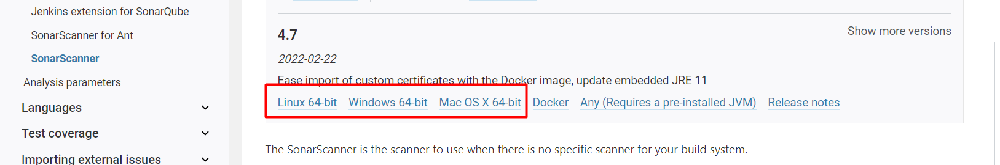 Jenkins extension for SonarQube
SonarScanner for Ant
SonarScanner
Analysis parameters
Languages
Test coverage
Importing external issues
4.7
Show more versions
2022-02-22
Ease import of custom certificates with the Docker image, update embedded JRE 11
Linux 64-bit Windows 64-bit Mac OS X 64-bit Docker Any (Requires a pre-installed JVM) Release notes
The SonarScanner is the scanner to use when there is no specific scanner for your build system.